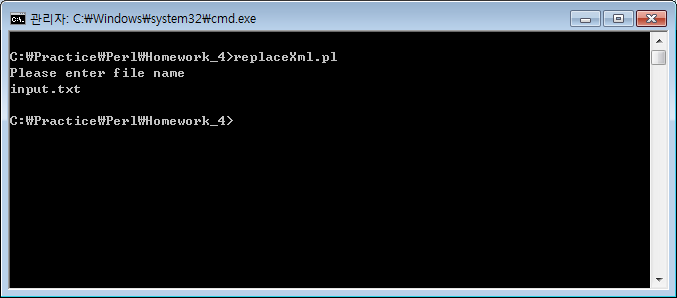 관리자: C:₩Windows₩system32₩cmd.exe
C:₩Practice₩Perl₩Homework_4>replaceXml.pl
Please enter file name
input.txt
C:₩Practice₩Perl₩Homework_4>